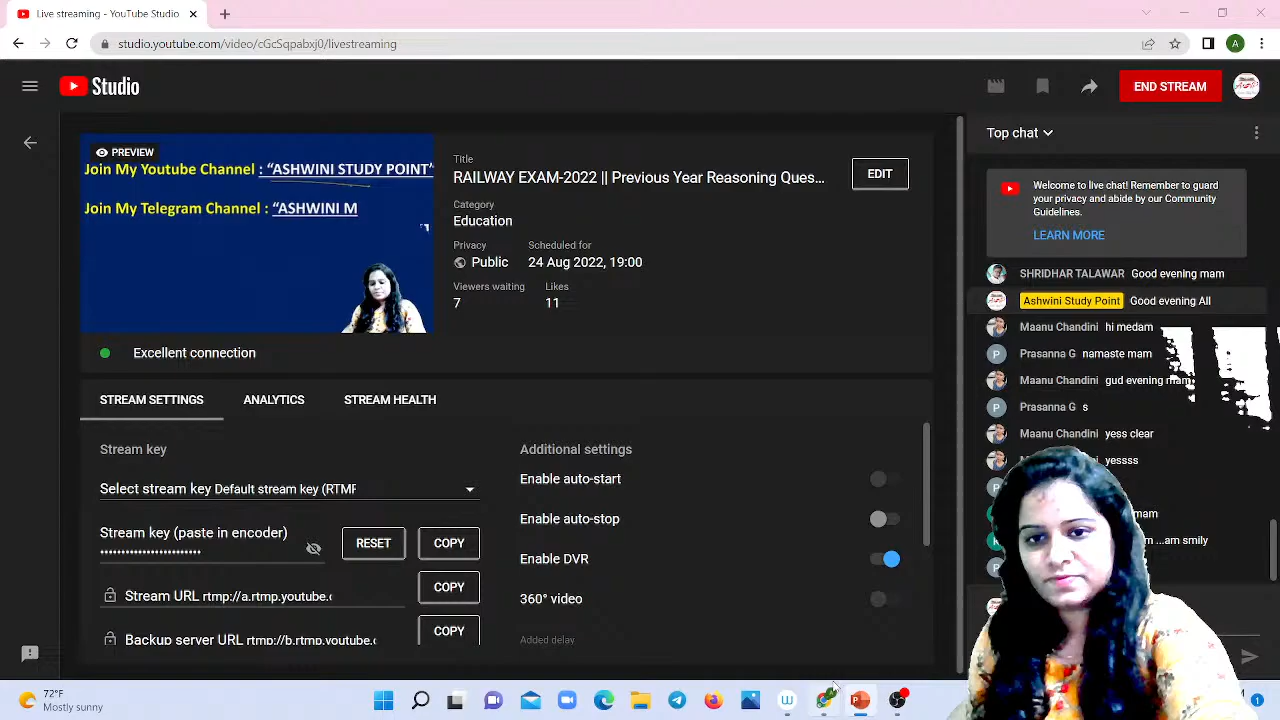 Live streaming - YouTube Studio
studio.youtube.com/video/cGcSqpabxj0/livestreaming
A
Studio
END STREAM
PREVIEW
Join My Youtube Channel : “ASHWINI STUDY POINT”
Join My Telegram Channel : “ASHWINI M
Excellent connection
Title
RAILWAY EXAM-2022 || Previous Year Reasoning Ques...
EDIT
Category
Education
Privacy
Public
Scheduled for
24 Aug 2022, 19:00
Viewers waiting
7
Likes
11
STREAM SETTINGS ANALYTICS STREAM HEALTH
Stream key
Select stream key Default stream key (RTMP
Stream key (paste in encoder)
RESET COPY
Stream URL rtmp://a.rtmp.youtube.c
COPY
Backup server URL rtmp://b.rtmp.youtube.c
COPY
Additional settings
Enable auto-start
Enable auto-stop
Enable DVR
360° video
Added delay
Top chat
Welcome to live chat! Remember to guard
your privacy and abide by our Community
Guidelines.
LEARN MORE
SHRIDHAR TALAWAR Good evening mam
Ashwini Study Point Good evening All
Maanu Chandini hi medam
P Prasanna G namaste mam
Maanu Chandini gud evening mam
P Prasanna G s
Maanu Chandini yess clear
yessss
mam
...am smily
72°F
Mostly sunny
1